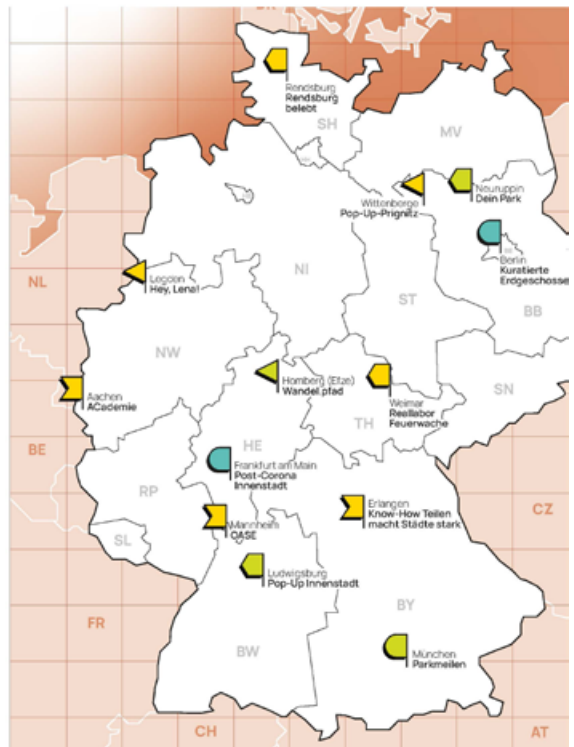 Rendsburg
Rendsburg
belebt
SH
MV
Wittenberge
Pop-Up-Prignitz
Neuruppin
Dein Park
Berlin
Kuratierte
Erdgeschosse
NL
Legden
Hey, Lena!
NI
ST
BB
NW
Aachen
ACademie
Homberg (Efze)
Wandel.pfad
Weimar
Reallabor
Feuerwache
SN
TH
BE
HE
Frankfurt am Main
Post-Corona
Innenstadt
RP
Erlangen
Know-How Teilen
macht Städte stark
CZ
Mannheim
OASE
SL
Ludwigsburg
Pop-Up Innenstadt
FR
BY
BW
München
Parkmeilen
CH
AT